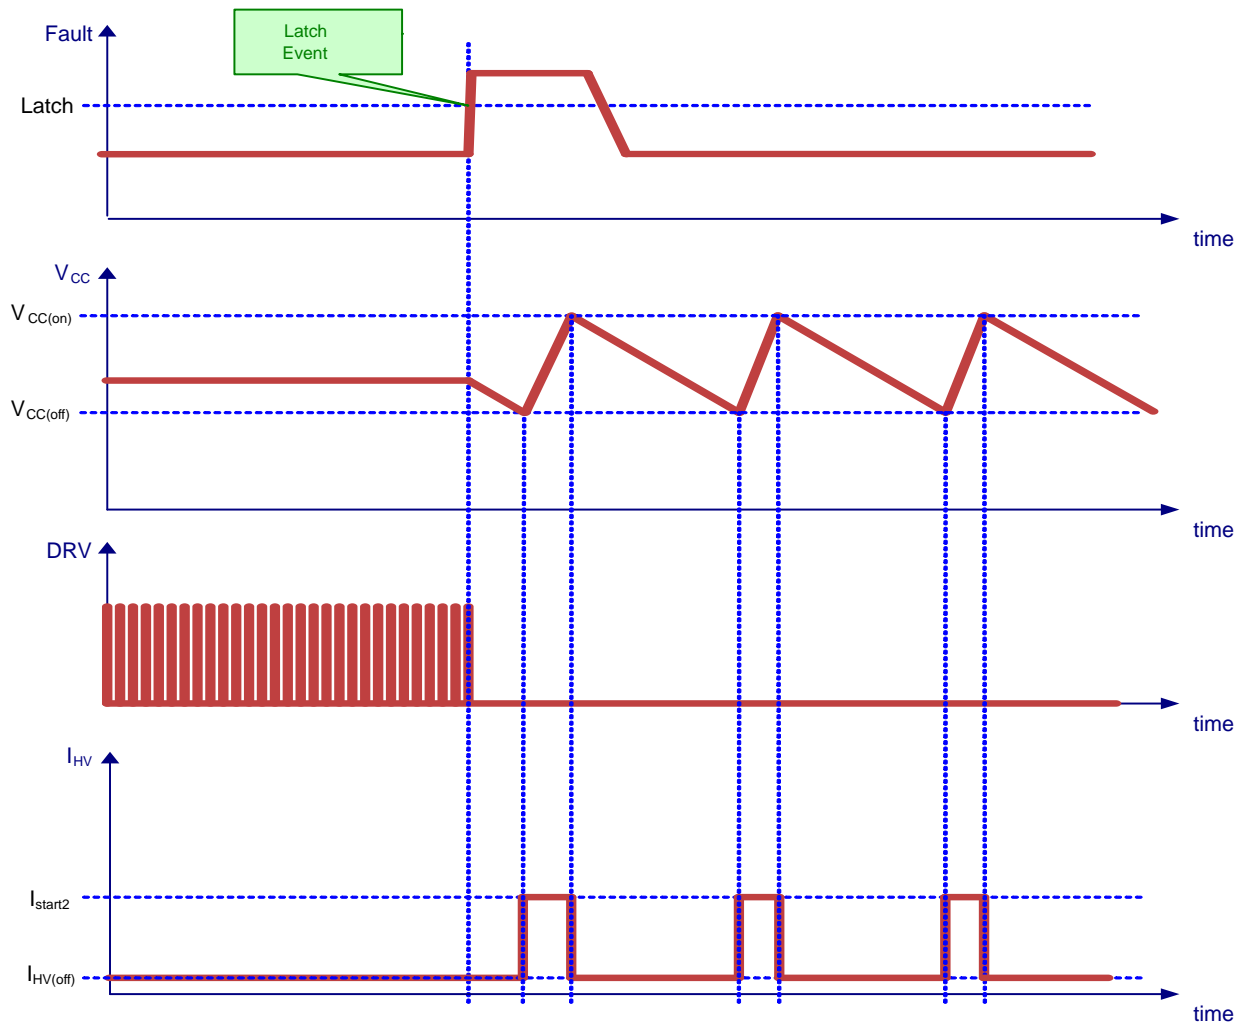 Fault
Latch
Event
Latch
time
VCC
VCC(on)
VCC(off)
time
DRV
time
IHV
Istart2
IHV(off)
time